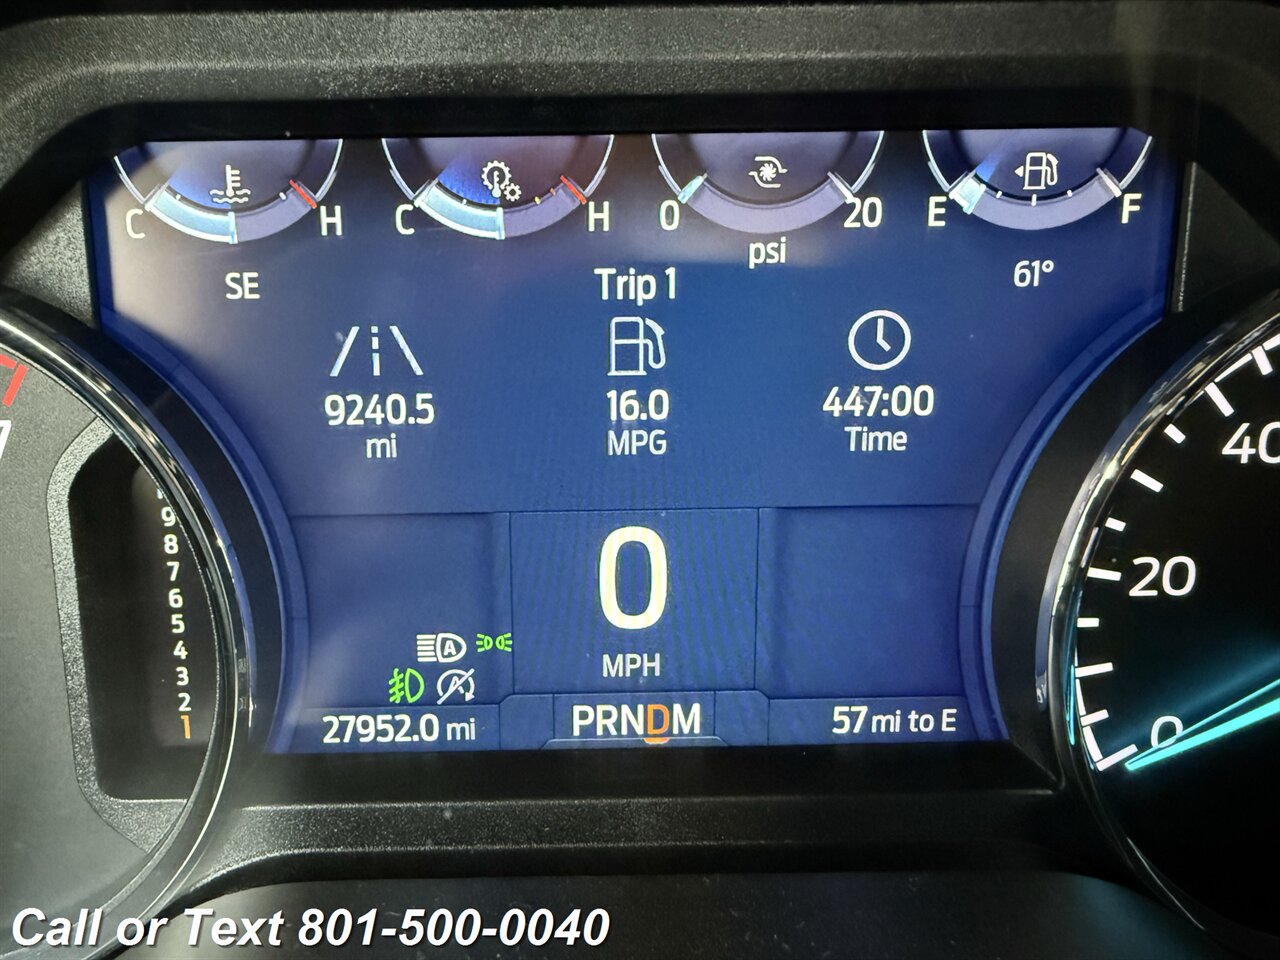 C H C H 0 20 E F
psi
SE Trip 1 61°
9240.5 16.0 447:00
mi MPG Time
7
40
20
0
9
8
7
6
5
4
3
2
1
0
MPH
A
27952.0 mi PRNDM 57 mi to E
Call or Text 801-500-0040